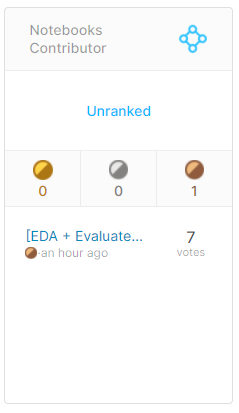 Notebooks
Contributor
Unranked
0 0 1
[EDA + Evaluate... 7
·an hour ago votes